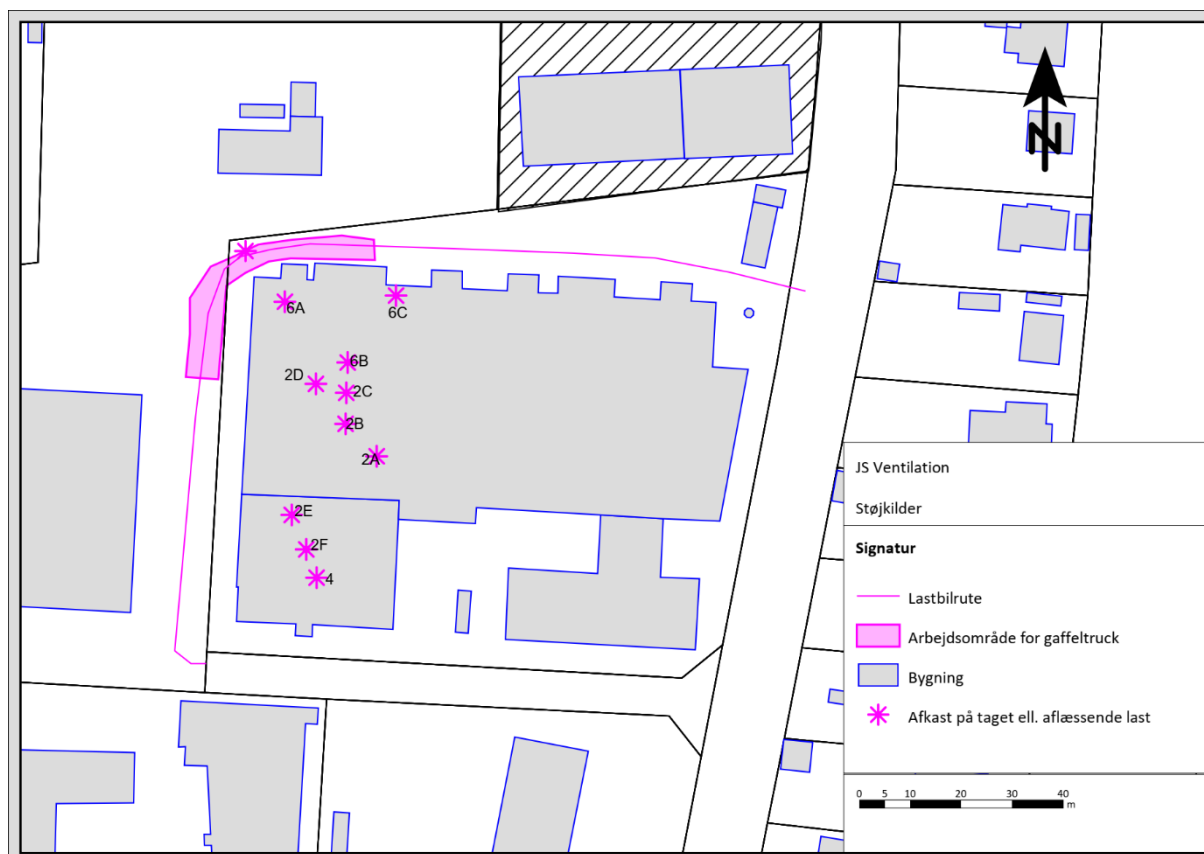 N
6A
6C
6B
2D
2C
2B
2A
2E
2F
4
JS Ventilation
Støjkilder
Signatur
Lastbilrute
Arbejdsområde for gaffeltruck
Bygning
Afkast på taget ell. aflæssende last
0 5 10 20 30 40
m